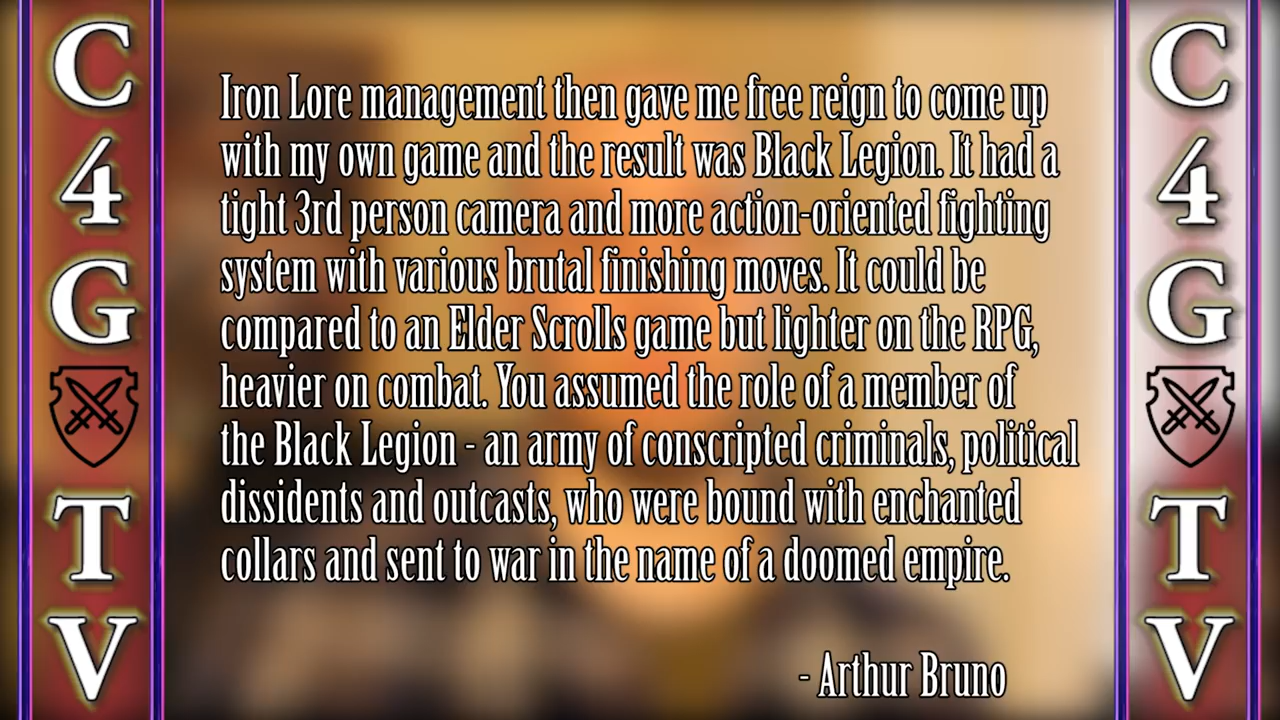 C4G TV
Iron Lore management then gave me free reign to come up
with my own game and the result was Black Legion. It had a
tight 3rd person camera and more action-oriented fighting
system with various brutal finishing moves. It could be
compared to an Elder Scrolls game but lighter on the RPG,
heavier on combat. You assumed the role of a member of
the Black Legion - an army of conscripted criminals, political
dissidents and outcasts, who were bound with enchanted
collars and sent to war in the name of a doomed empire.
- Arthur Bruno
C4G TV